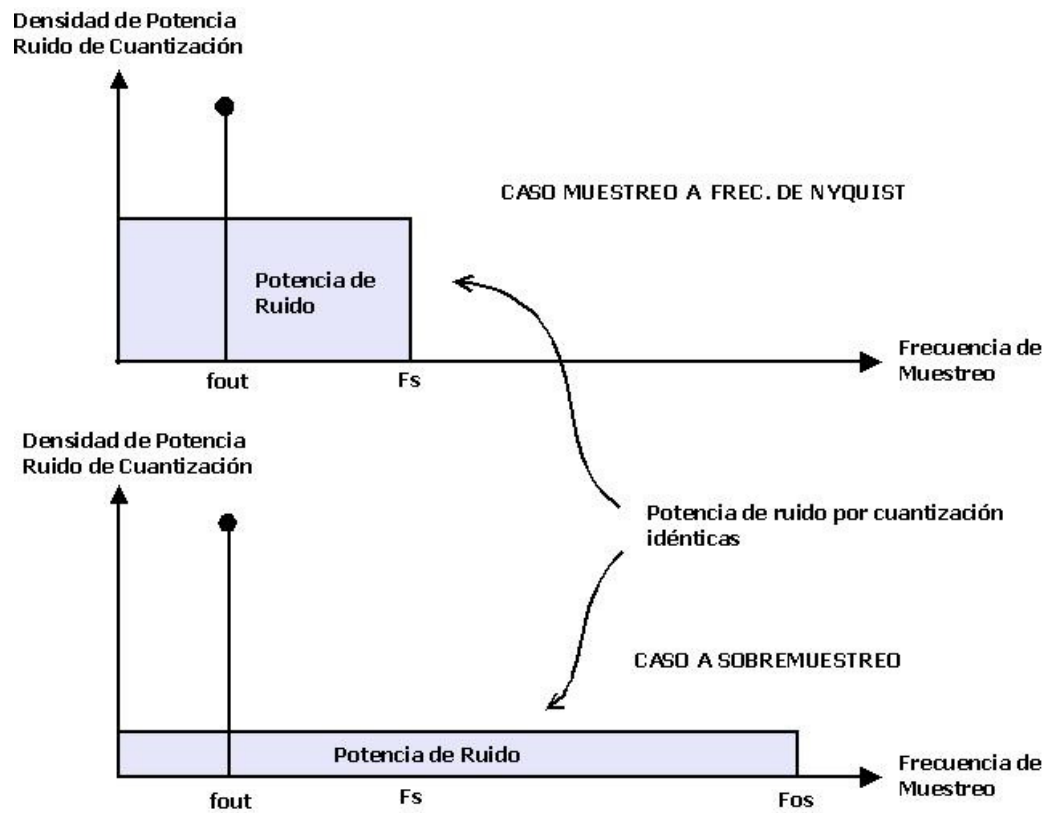 Densidad de Potencia
Ruido de Cuantización
CASO MUESTREO A FREC. DE NYQUIST
Potencia de
Ruido
Frecuencia de
Muestreo
fout
Fs
Densidad de Potencia
Ruido de Cuantización
Potencia de ruido por cuantización
idénticas
CASO A SOBREMUESTREO
Potencia de Ruido
Frecuencia de
Muestreo
fout
Fs
Fos